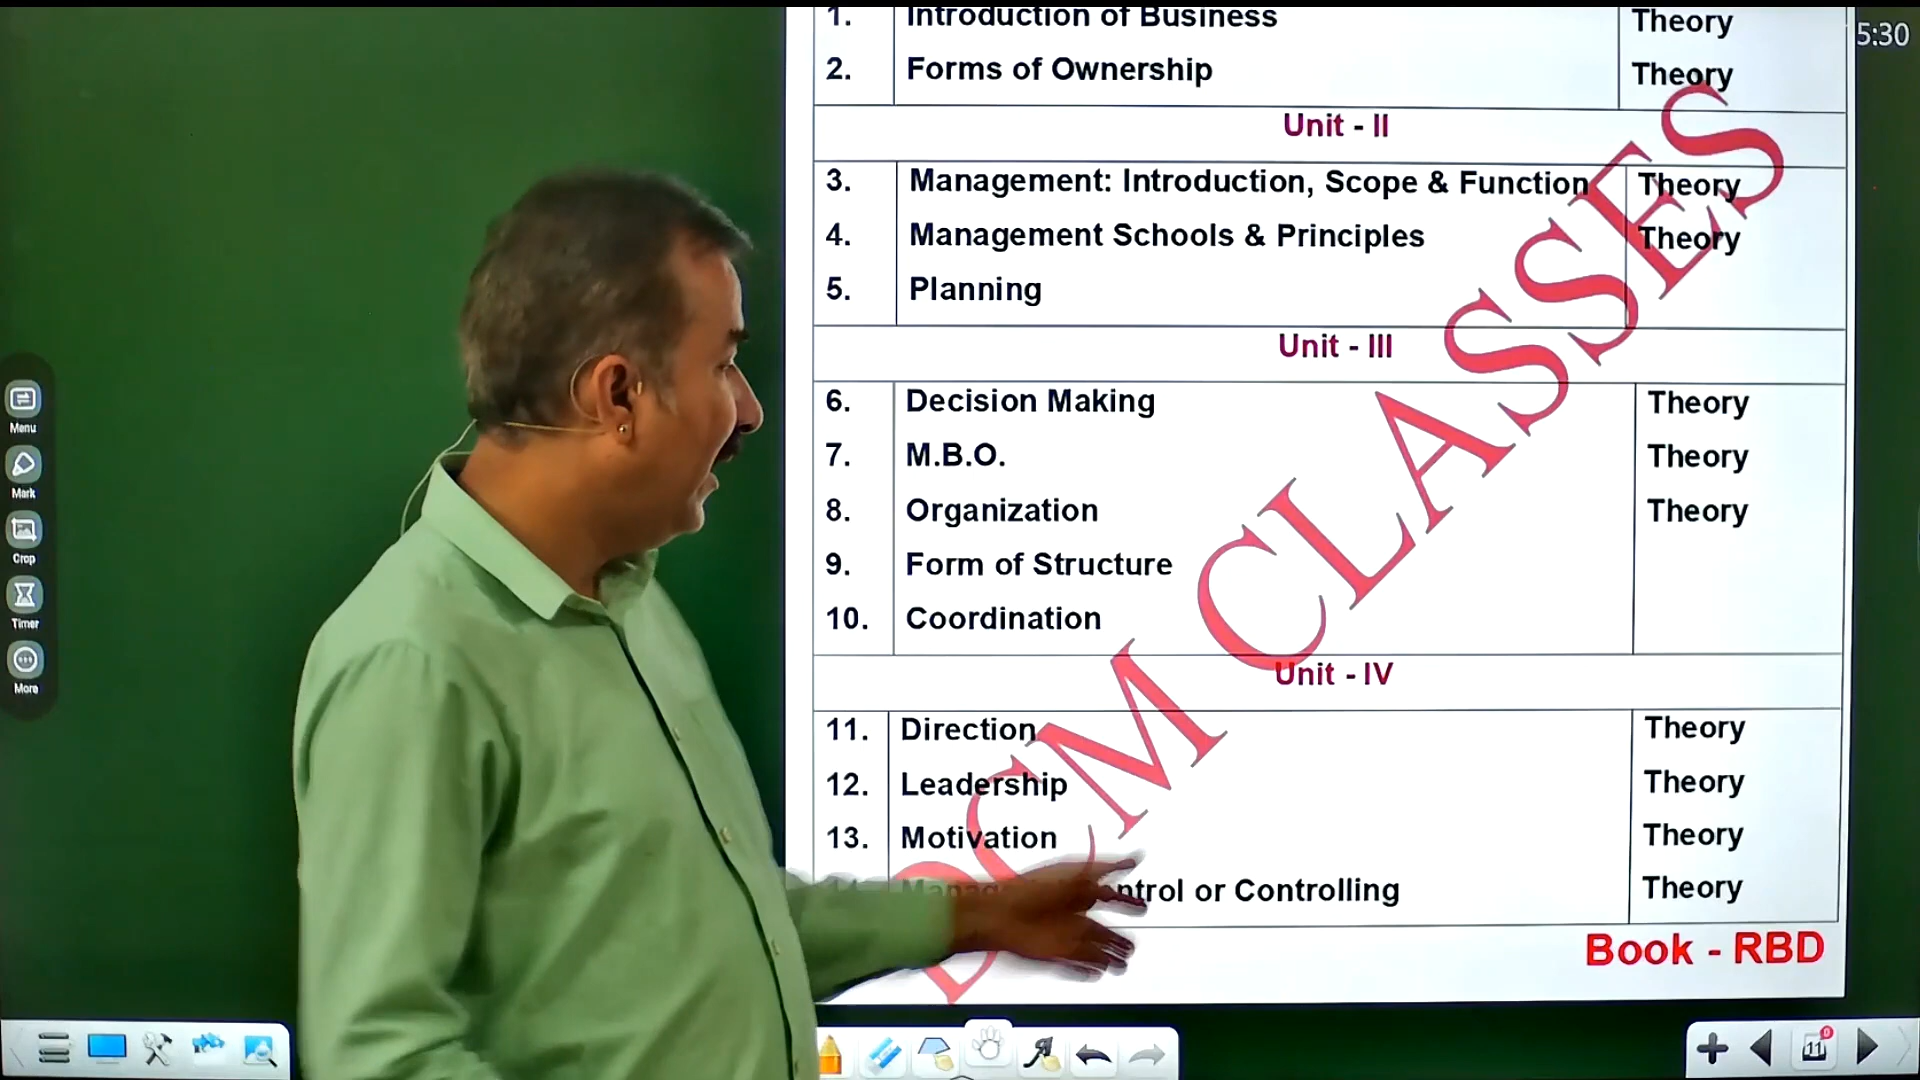 1. Introduction of Business Theory
5:30
2. Forms of Ownership Theory
Unit - II
3. Management: Introduction, Scope & Function Theory
4. Management Schools & Principles Theory
5. Planning
Unit - III
6. Decision Making Theory
7. M.B.O. Theory
8. Organization Theory
9. Form of Structure
10. Coordination
Unit - IV
11. Direction Theory
12. Leadership Theory
13. Motivation Theory
or Controlling Theory
Book - RBD
DCM CLASSES
Menu
Mark
Crop
Timer
More
11
0